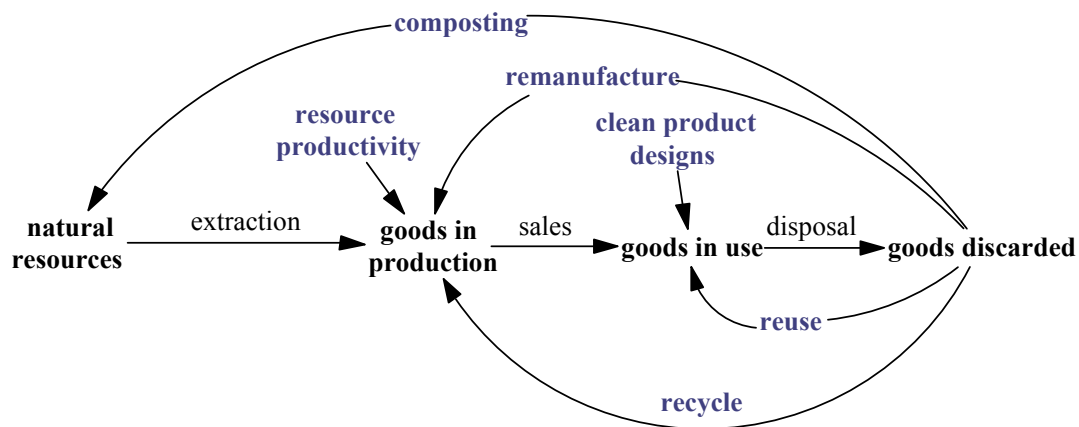 composting
remanufacture
resource
productivity
clean product
designs
natural
resources
extraction
goods in
production
sales
goods in use
disposal
goods discarded
reuse
recycle